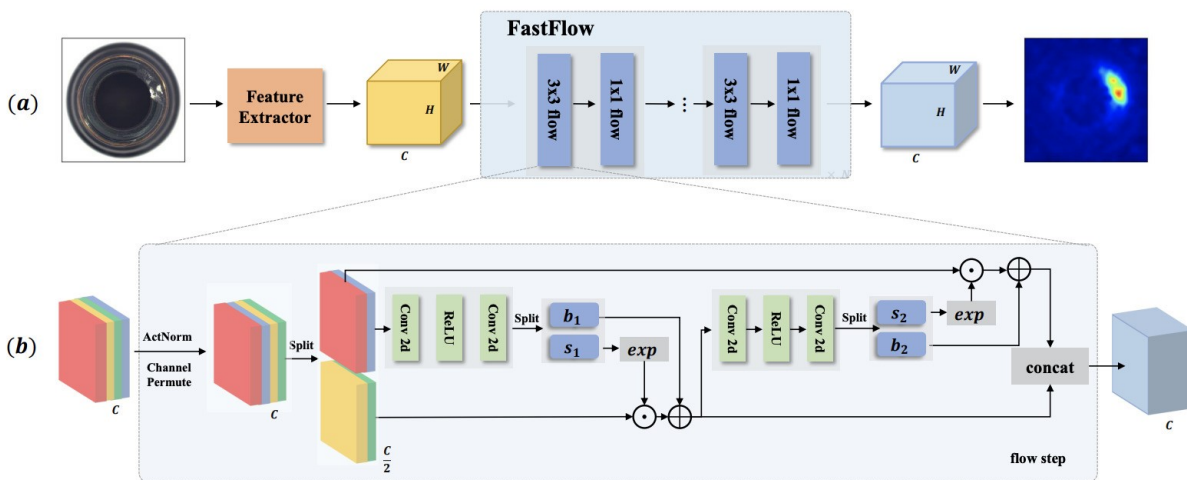 FastFlow
(a)
Feature
Extractor
W
H
C
3x3 flow
1x1 flow
...
3x3 flow
1x1 flow
W
H
C
(b)
C
ActNorm
Channel
Permute
C
Split
C/2
Conv 2d
ReLU
Conv 2d
Split
b1
s1
exp
Conv 2d
ReLU
Conv 2d
Split
s2
b2
exp
concat
C
flow step